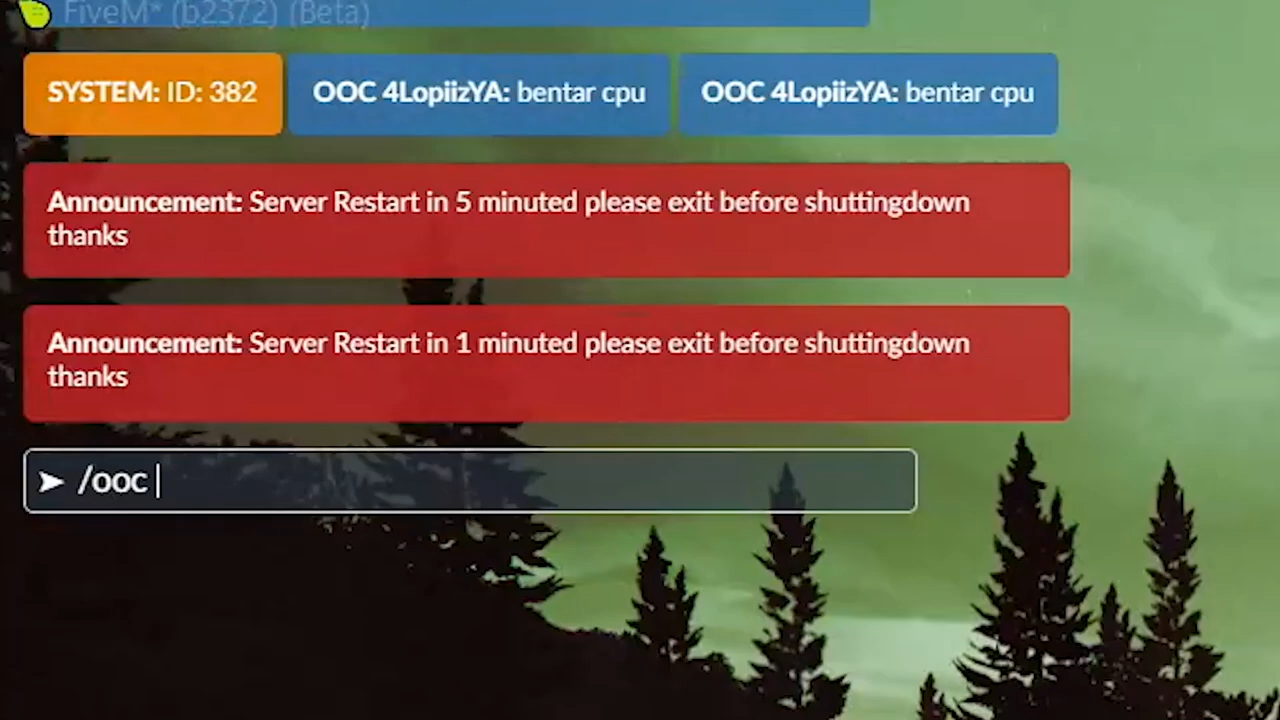 FiveM* (b2372) (Beta)
SYSTEM: ID: 382 OOC 4LopiizYA: bentar cpu OOC 4LopiizYA: bentar cpu
Announcement: Server Restart in 5 minuted please exit before shuttingdown
thanks
Announcement: Server Restart in 1 minuted please exit before shuttingdown
thanks
➤ /ooc